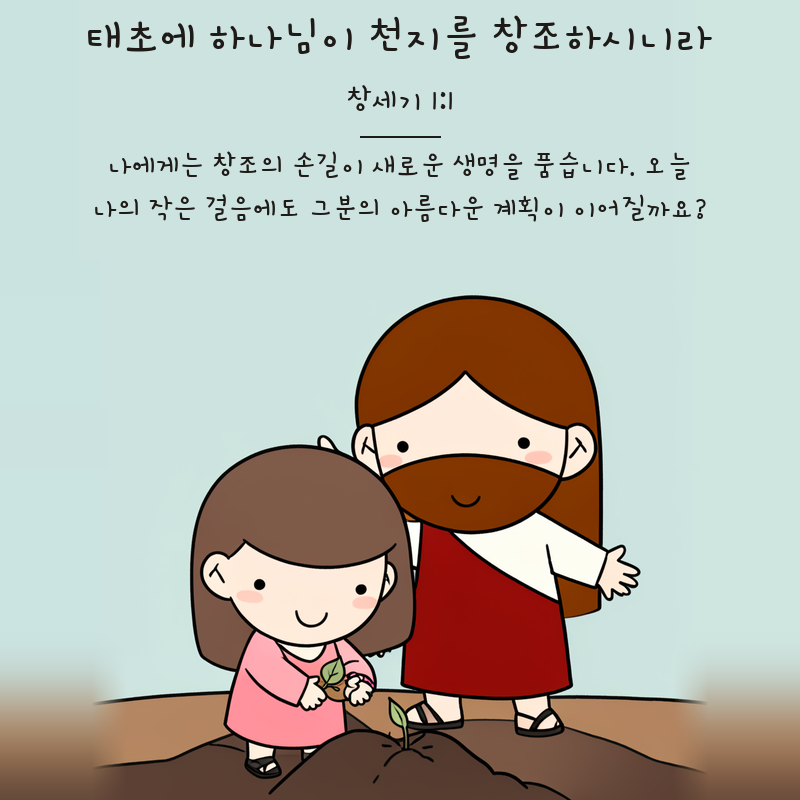 태초에 하나님이 천지를 창조하시니라
창세기 1:1
나에게는 창조의 손길이 새로운 생명을 품습니다. 오늘
나의 작은 걸음에도 그분의 아름다운 계획이 이어질까요?